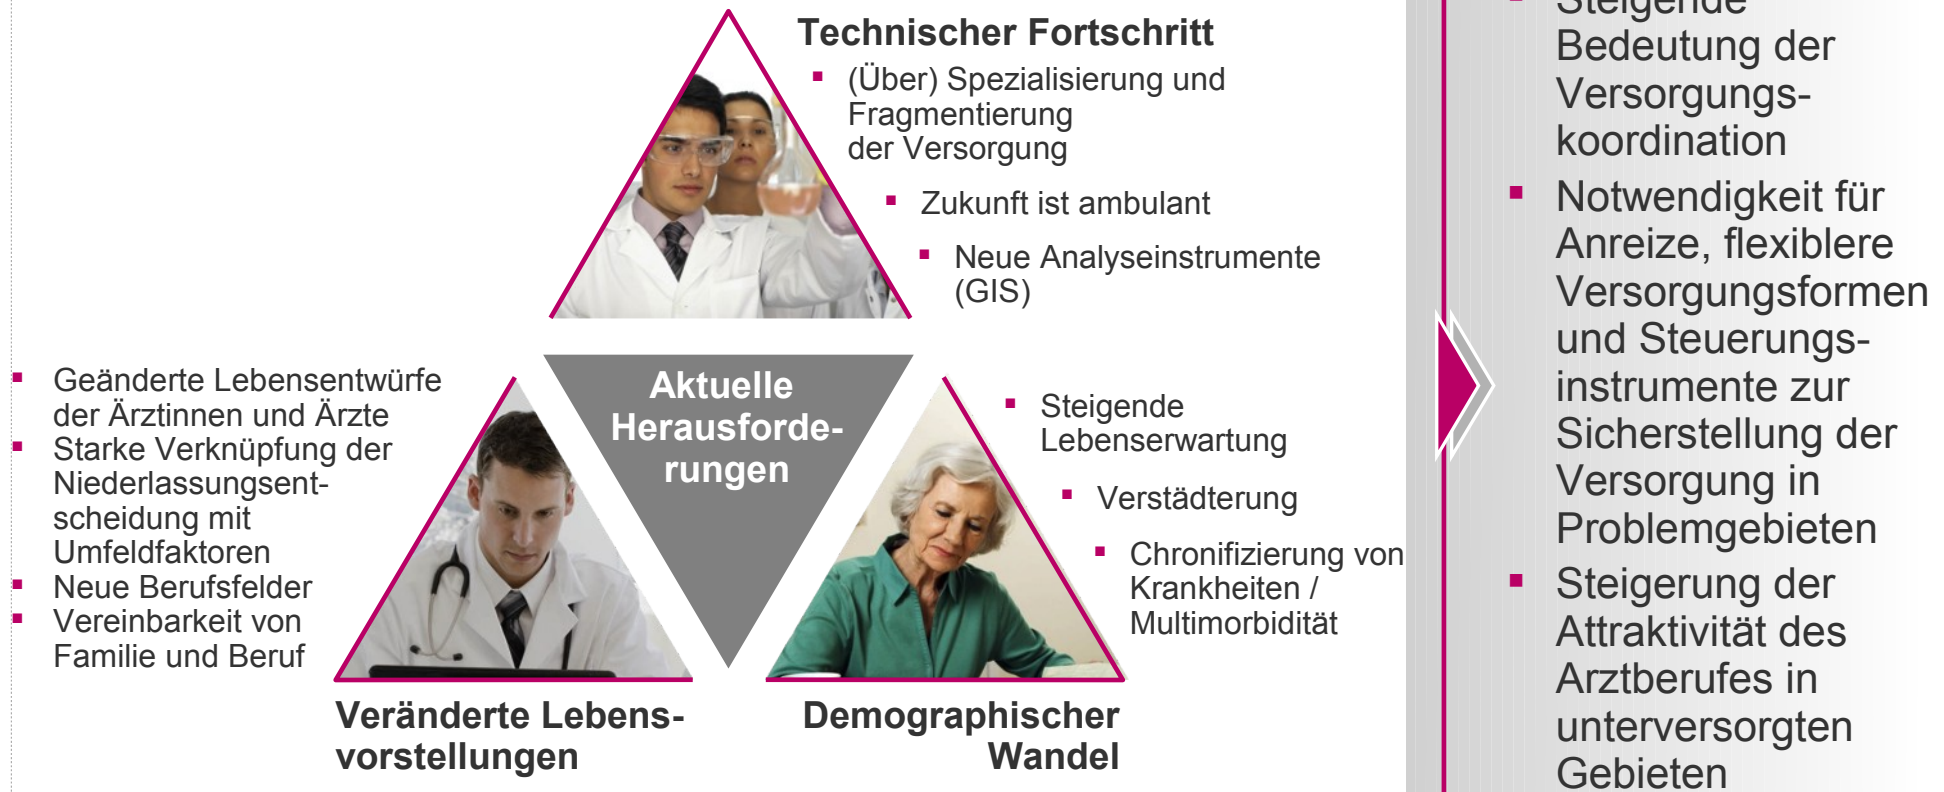 Technischer Fortschritt
(Über) Spezialisierung und
Fragmentierung
der Versorgung
Zukunft ist ambulant
Neue Analyseinstrumente
(GIS)
Geänderte Lebensentwürfe
der Ärztinnen und Ärzte
Starke Verknüpfung der
Niederlassungsent-
scheidung mit
Umfeldfaktoren
Neue Berufsfelder
Vereinbarkeit von
Familie und Beruf
Veränderte Lebens-
vorstellungen
Aktuelle
Herausforde-
rungen
Steigende
Lebenserwartung
Verstädterung
Chronifizierung von
Krankheiten /
Multimorbidität
Demographischer
Wandel
Steigende
Bedeutung der
Versorgungs-
koordination
Notwendigkeit für
Anreize, flexiblere
Versorgungsformen
und Steuerungs-
instrumente zur
Sicherstellung der
Versorgung in
Problemgebieten
Steigerung der
Attraktivität des
Arztberufes in
unterversorgten
Gebieten